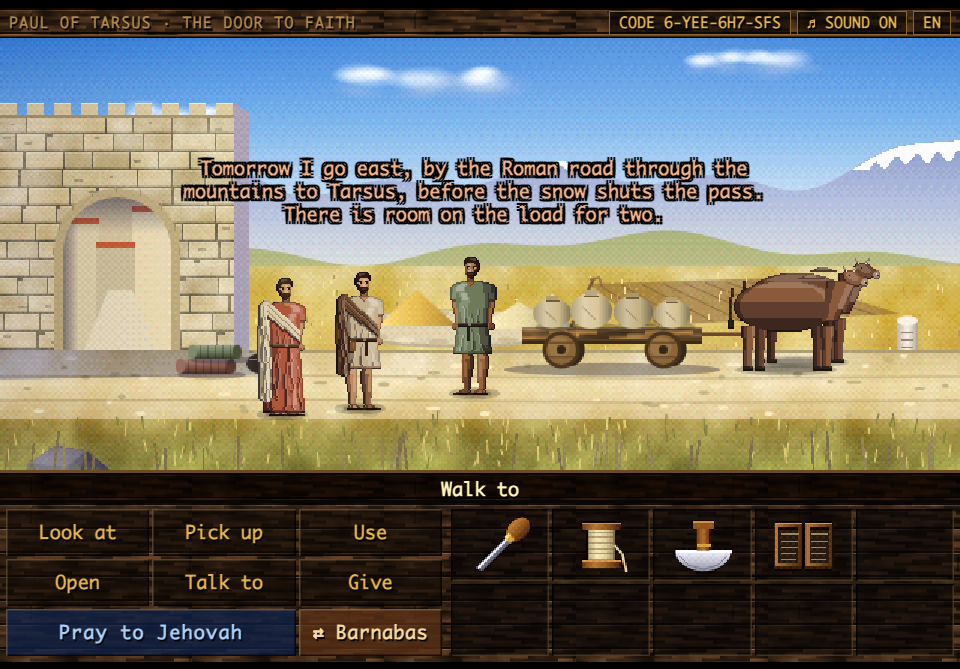 PAUL OF TARSUS · THE DOOR TO FAITH
CODE 6-YEE-6H7-SFS
♬ SOUND ON
EN
Tomorrow I go east, by the Roman road through the
mountains to Tarsus, before the snow shuts the pass.
There is room on the load for two.
Walk to
Look at
Pick up
Use
Open
Talk to
Give
Pray to Jehovah
⇄ Barnabas